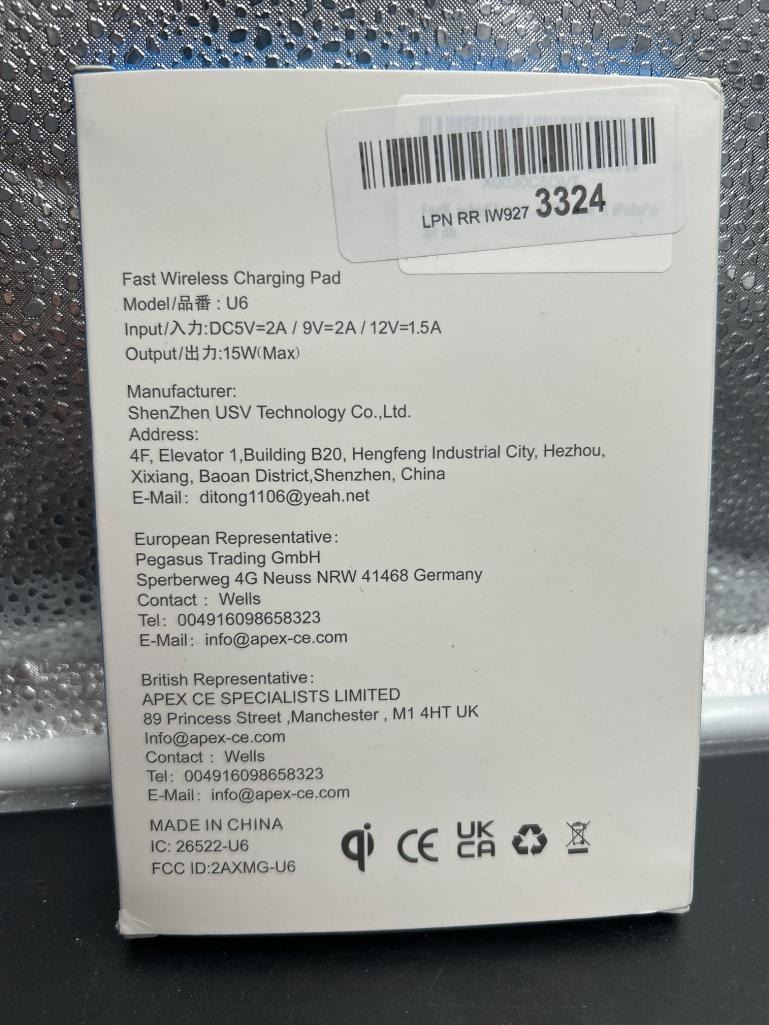 LPN RR IW927 3324
Fast Wireless Charging Pad
Model/品番 : U6
Input/入力:DC5V=2A / 9V=2A / 12V=1.5A
Output/出力:15W(Max)
Manufacturer:
ShenZhen USV Technology Co.,Ltd.
Address:
4F, Elevator 1,Building B20, Hengfeng Industrial City, Hezhou,
Xixiang, Baoan District,Shenzhen, China
E-Mail: ditong1106@yeah.net
European Representative:
Pegasus Trading GmbH
Sperberweg 4G Neuss NRW 41468 Germany
Contact : Wells
Tel: 004916098658323
E-Mail: info@apex-ce.com
British Representative:
APEX CE SPECIALISTS LIMITED
89 Princess Street ,Manchester , M1 4HT UK
Info@apex-ce.com
Contact : Wells
Tel: 004916098658323
E-Mail: info@apex-ce.com
MADE IN CHINA
IC: 26522-U6
FCC ID:2AXMG-U6
qi CE UK
CA